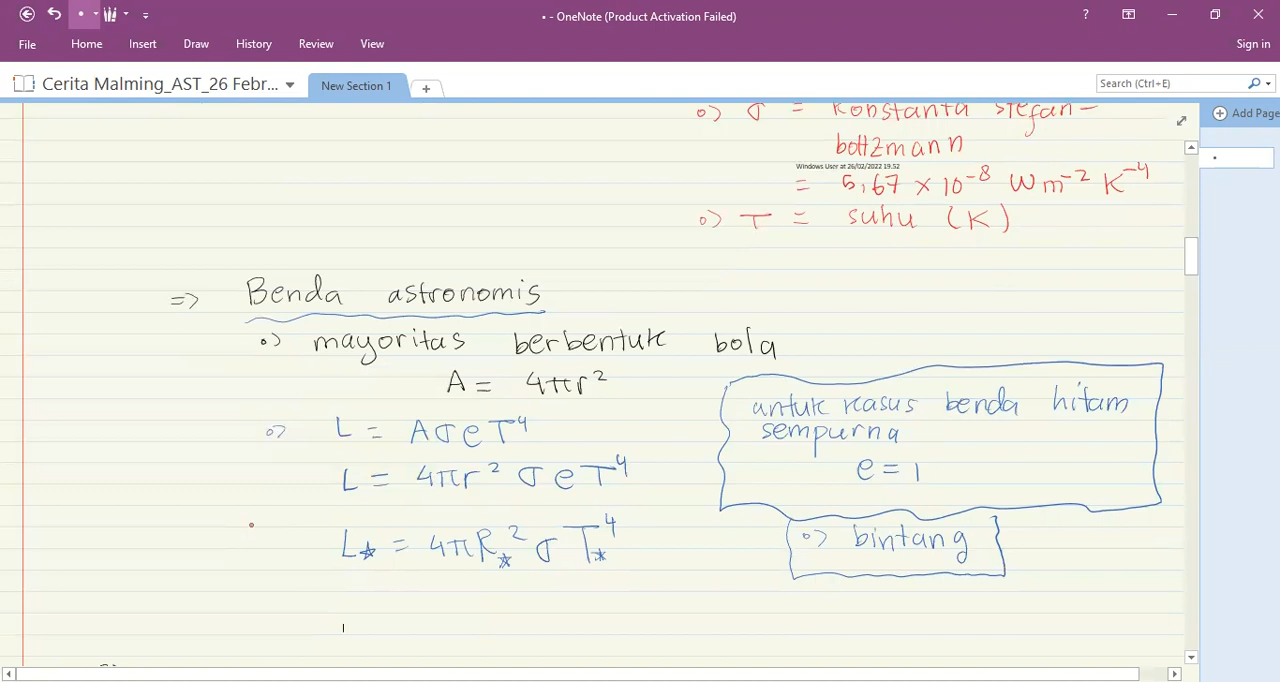 • - OneNote (Product Activation Failed)
?
File Home Insert Draw History Review View Sign in
Cerita Malming_AST_26 Febr... New Section 1 + Search (Ctrl+E)
Add Page
•
•) σ = konstanta stefan-
boltzmann
Windows User at 26/02/2022 19.52
= 5,67 × 10⁻⁸ W m⁻² K⁻⁴
•) T = suhu (K)
=> Benda astronomis
•) mayoritas berbentuk bola
A = 4πr²
•) L = AσeT⁴
L = 4πr² σeT⁴
L★ = 4πR★² σ T★⁴
untuk kasus benda hitam
sempurna
e = 1
•) bintang